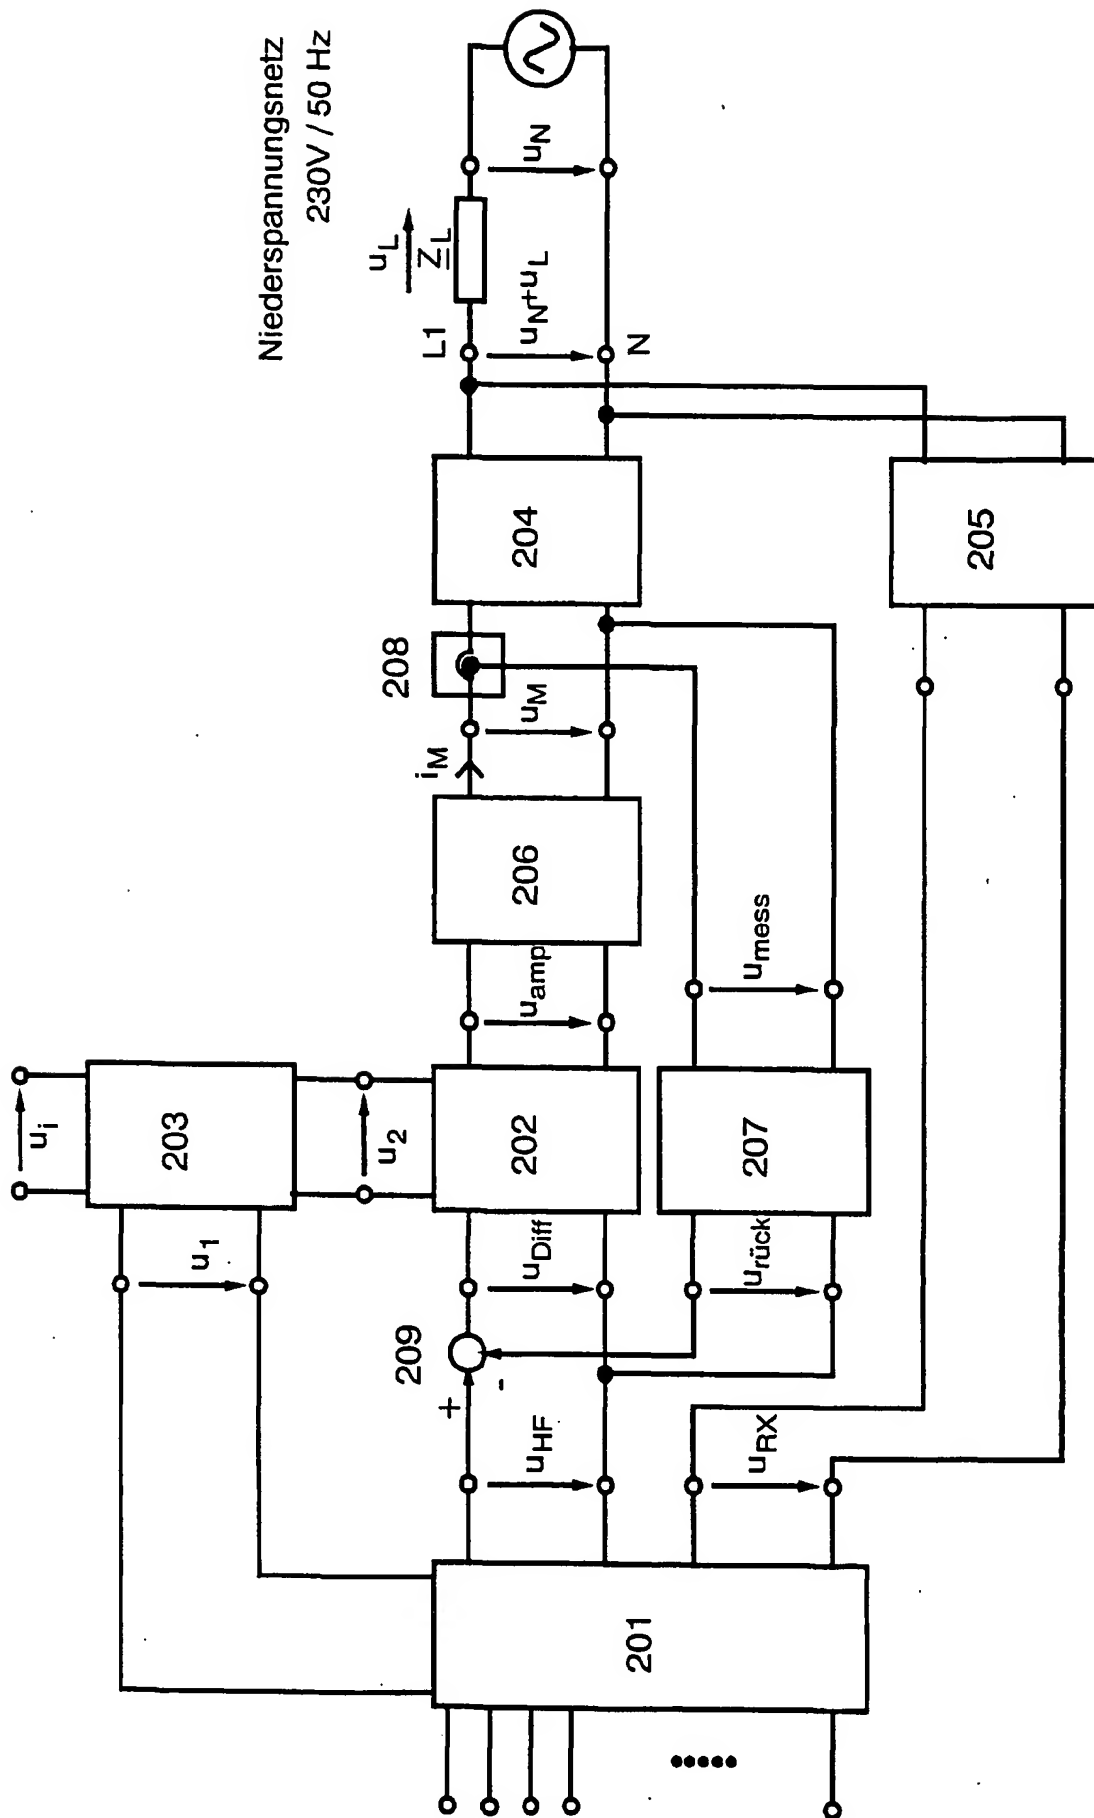 Niederspannungsnetz
230V / 50 Hz
u_i
203
u_1
u_2
u_L
Z_L
L1
u_N+u_L
u_N
N
201
+
-
209
u_HF
u_Diff
202
u_amp
206
i_M
u_M
208
204
u_RX
u_rück
207
u_mess
205